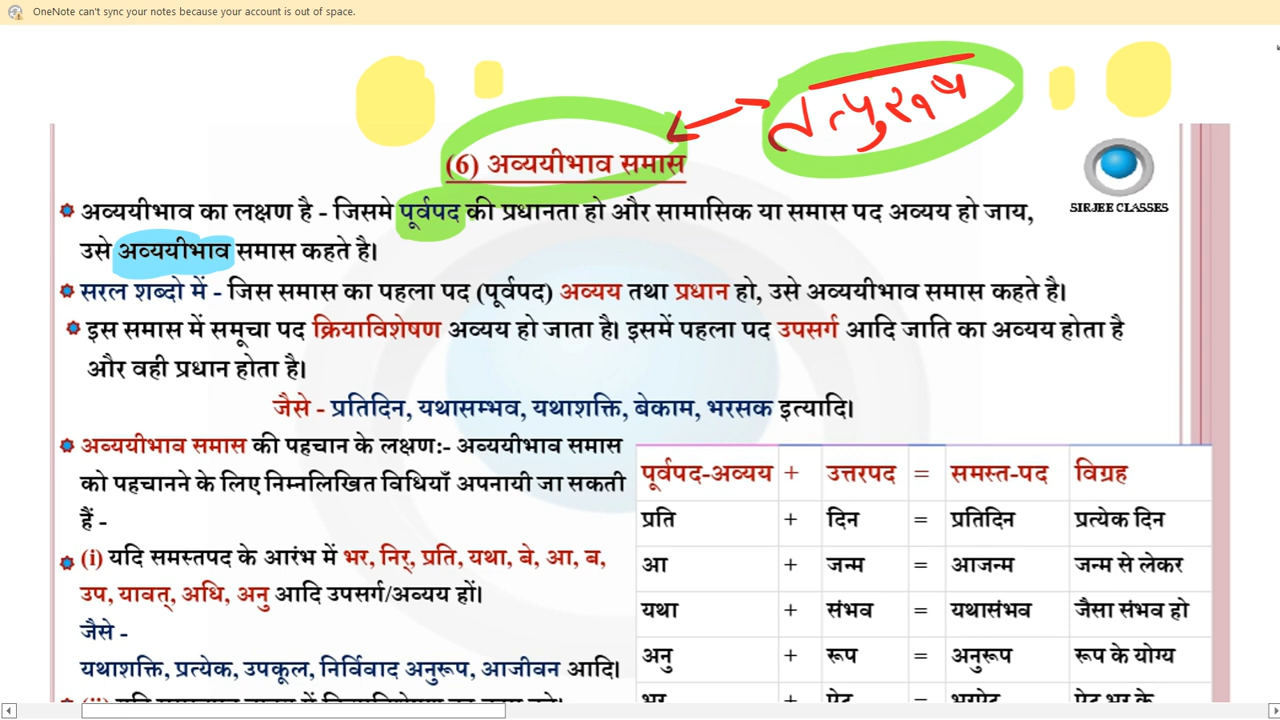 OneNote can't sync your notes because your account is out of space.
तत्पुरुष
(6) अव्ययीभाव समास
SIRJEE CLASSES
अव्ययीभाव का लक्षण है - जिसमे पूर्वपद की प्रधानता हो और सामासिक या समास पद अव्यय हो जाय,
उसे अव्ययीभाव समास कहते है।
सरल शब्दो में - जिस समास का पहला पद (पूर्वपद) अव्यय तथा प्रधान हो, उसे अव्ययीभाव समास कहते है।
इस समास में समूचा पद क्रियाविशेषण अव्यय हो जाता है। इसमें पहला पद उपसर्ग आदि जाति का अव्यय होता है
और वही प्रधान होता है।
जैसे - प्रतिदिन, यथासम्भव, यथाशक्ति, बेकाम, भरसक इत्यादि।
अव्ययीभाव समास की पहचान के लक्षण:- अव्ययीभाव समास
को पहचानने के लिए निम्नलिखित विधियाँ अपनायी जा सकती
हैं -
(i) यदि समस्तपद के आरंभ में भर, निर्, प्रति, यथा, बे, आ, ब,
उप, यावत्, अधि, अनु आदि उपसर्ग/अव्यय हों।
जैसे -
यथाशक्ति, प्रत्येक, उपकूल, निर्विवाद अनुरूप, आजीवन आदि।
पूर्वपद-अव्यय + उत्तरपद = समस्त-पद विग्रह
प्रति + दिन = प्रतिदिन प्रत्येक दिन
आ + जन्म = आजन्म जन्म से लेकर
यथा + संभव = यथासंभव जैसा संभव हो
अनु + रूप = अनुरूप रूप के योग्य
भर + पेट = भरपेट पेट भर के